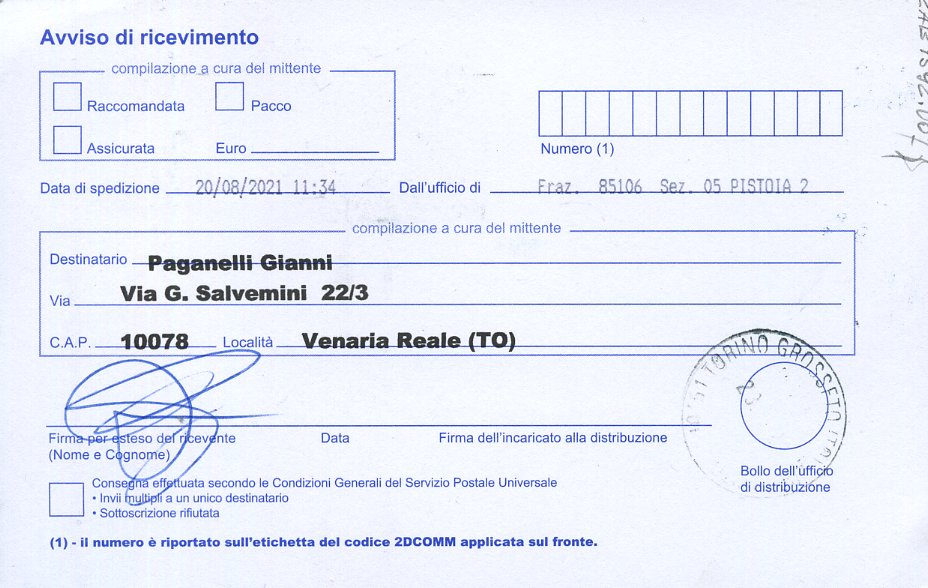 Avviso di ricevimento
compilazione a cura del mittente
Raccomandata Pacco
Assicurata Euro
Numero (1)
Data di spedizione 20/08/2021 11:34 Dall'ufficio di Fraz. 85106 Sez. 05 PISTOIA 2
compilazione a cura del mittente
Destinatario Paganelli Gianni
Via Via G. Salvemini 22/3
C.A.P. 10078 Località Venaria Reale (TO)
TORINO GROSSETO
Firma per esteso del ricevente Data Firma dell'incaricato alla distribuzione
(Nome e Cognome)
Bollo dell'ufficio
di distribuzione
Consegna effettuata secondo le Condizioni Generali del Servizio Postale Universale
• Invii multipli a un unico destinatario
• Sottoscrizione rifiutata
(1) - il numero è riportato sull'etichetta del codice 2DCOMM applicata sul fronte.